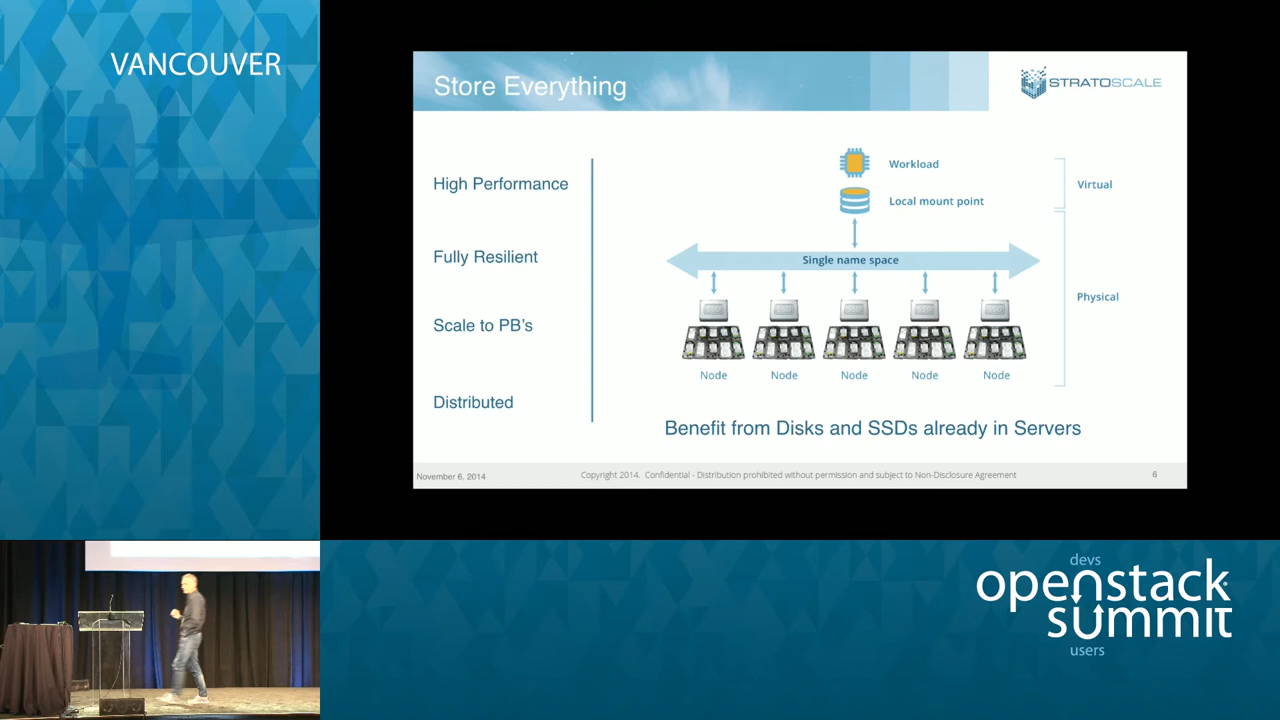 VANCOUVER
Store Everything
STRATOSCALE
High Performance
Fully Resilient
Scale to PB's
Distributed
Workload
Local mount point
Virtual
Single name space
Physical
Node Node Node Node Node
Benefit from Disks and SSDs already in Servers
November 6, 2014 Copyright 2014. Confidential - Distribution prohibited without permission and subject to Non-Disclosure Agreement 6
devs
openstack
summit
users